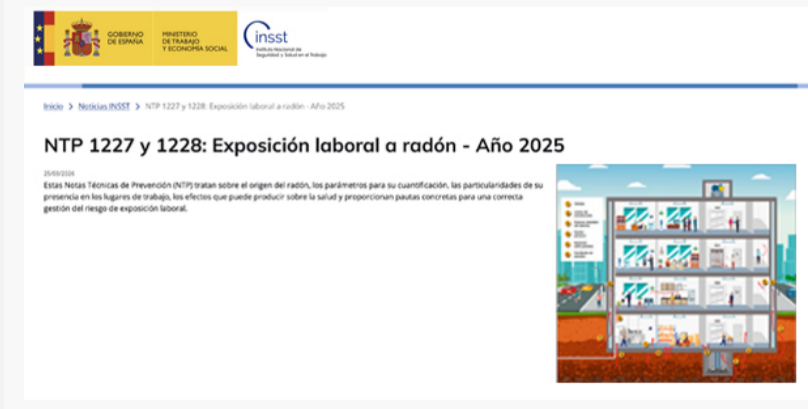 GOBIERNO
DE ESPAÑA
MINISTERIO
DE TRABAJO
Y ECONOMÍA SOCIAL
insst
Instituto Nacional de
Seguridad y Salud en el Trabajo
Inicio > Noticias INSST > NTP 1227 y 1228: Exposición laboral a radón - Año 2025
NTP 1227 y 1228: Exposición laboral a radón - Año 2025
Estas Notas Técnicas de Prevención (NTP) tratan sobre el origen del radón, los parámetros para su cuantificación, las particularidades de su
presencia en los lugares de trabajo, los efectos que puede producir sobre la salud y proporcionan pautas concretas para una correcta
gestión del riesgo de exposición laboral.